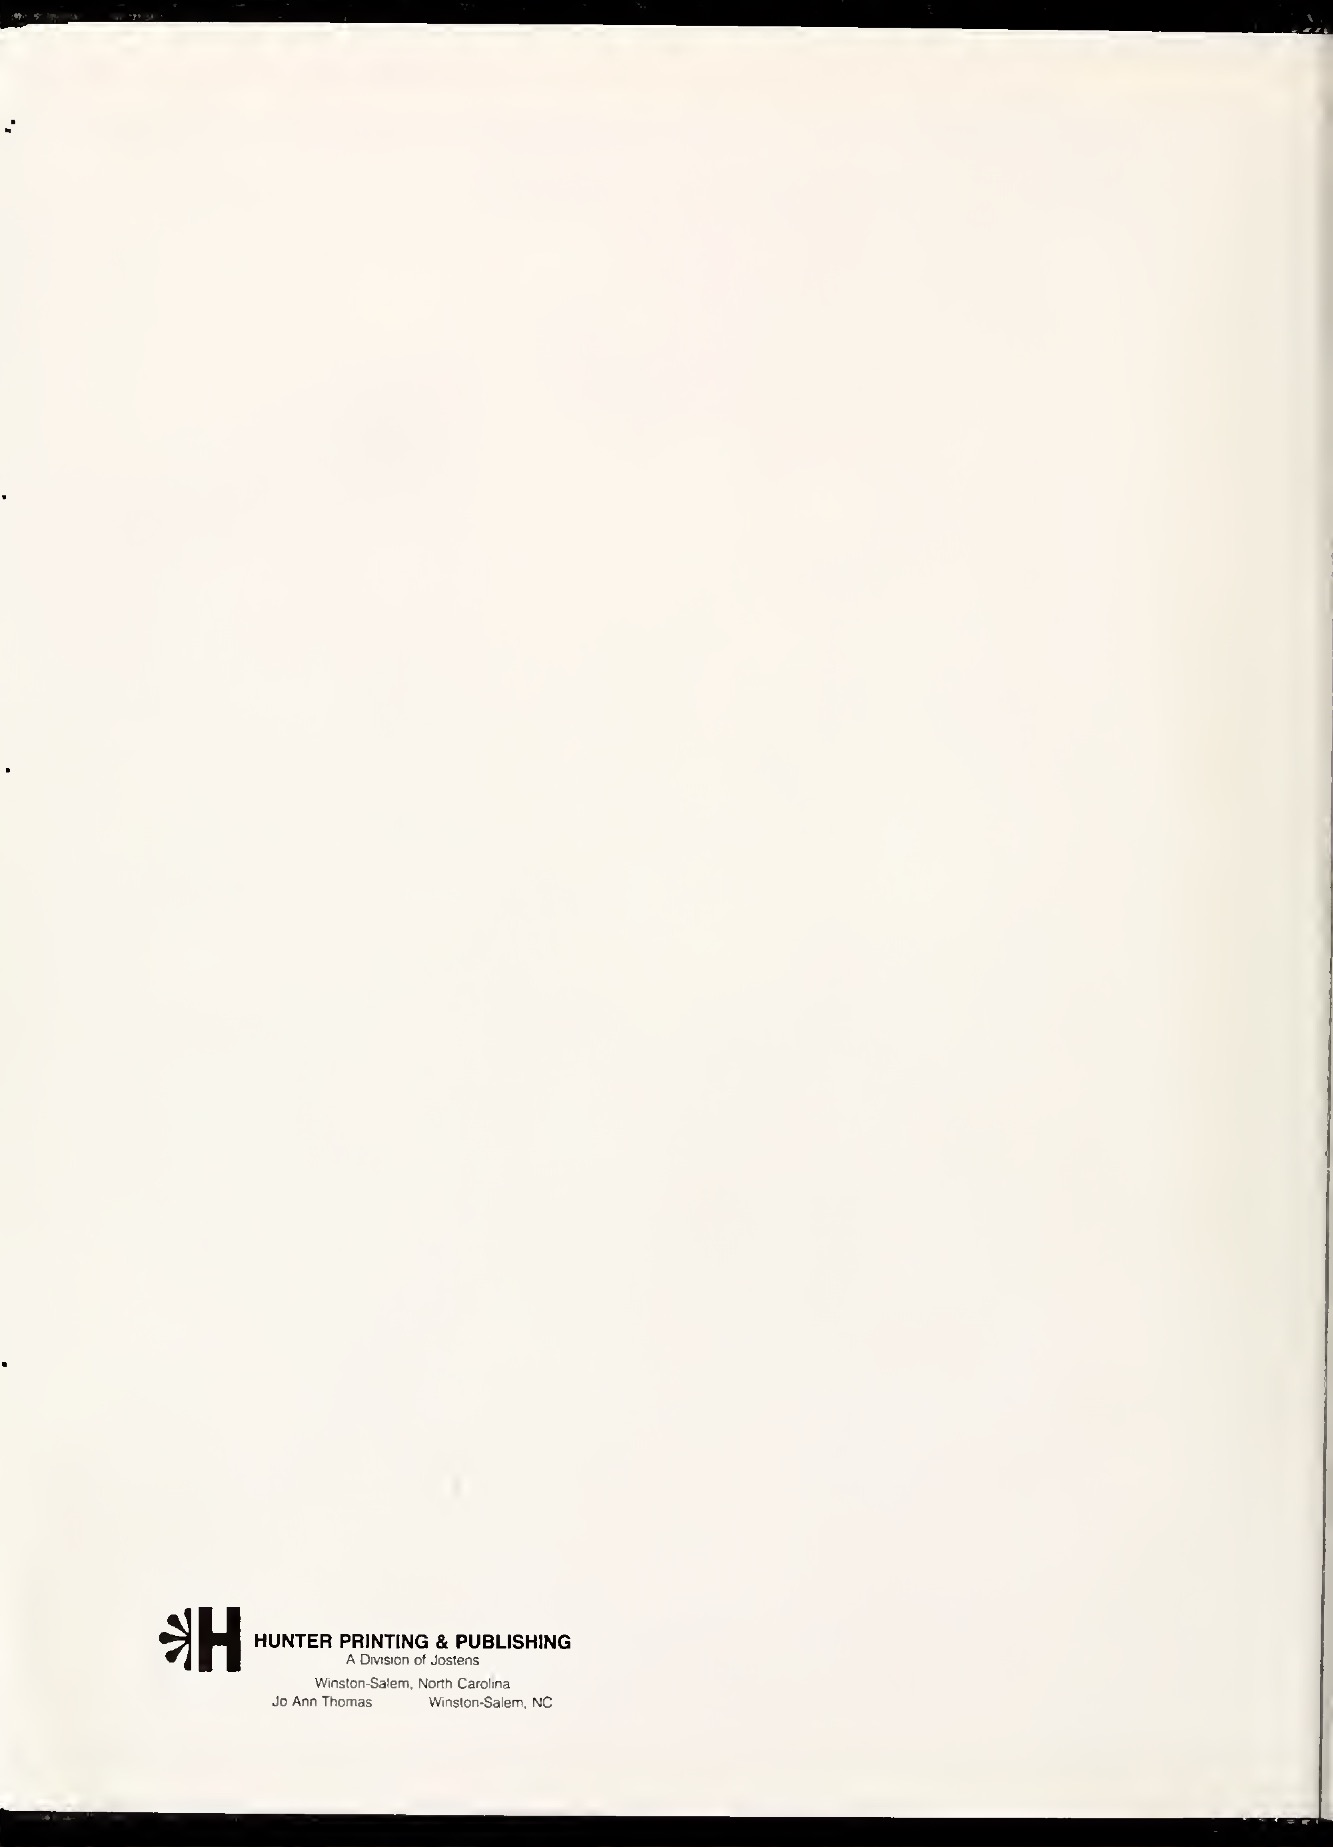 H HUNTER PRINTING & PUBLISHING
A Division of Jostens
Winston-Salem, North Carolina
Jo Ann Thomas Winston-Salem, NC